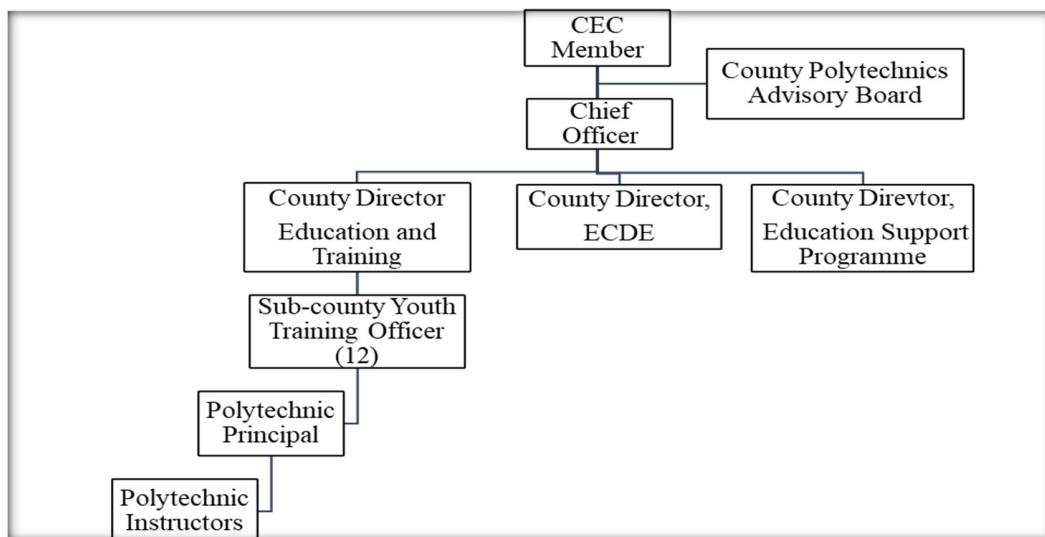 CEC
Member
County Polytechnics
Advisory Board
Chief
Officer
County Director
Education and
Training
County Director,
ECDE
County Direvtor,
Education Support
Programme
Sub-county Youth
Training Officer
(12)
Polytechnic
Principal
Polytechnic
Instructors